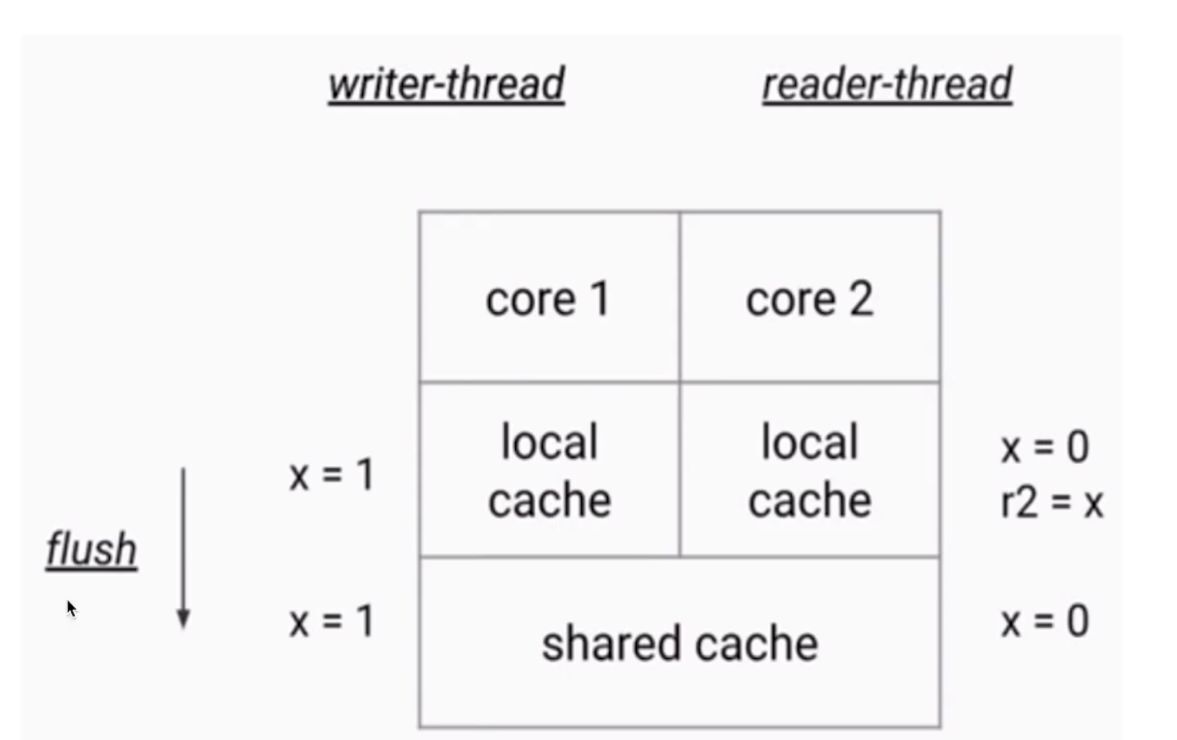 writer-thread
reader-thread
core 1
core 2
local
cache
local
cache
x = 1
x = 0
r2 = x
flush
x = 1
shared cache
x = 0